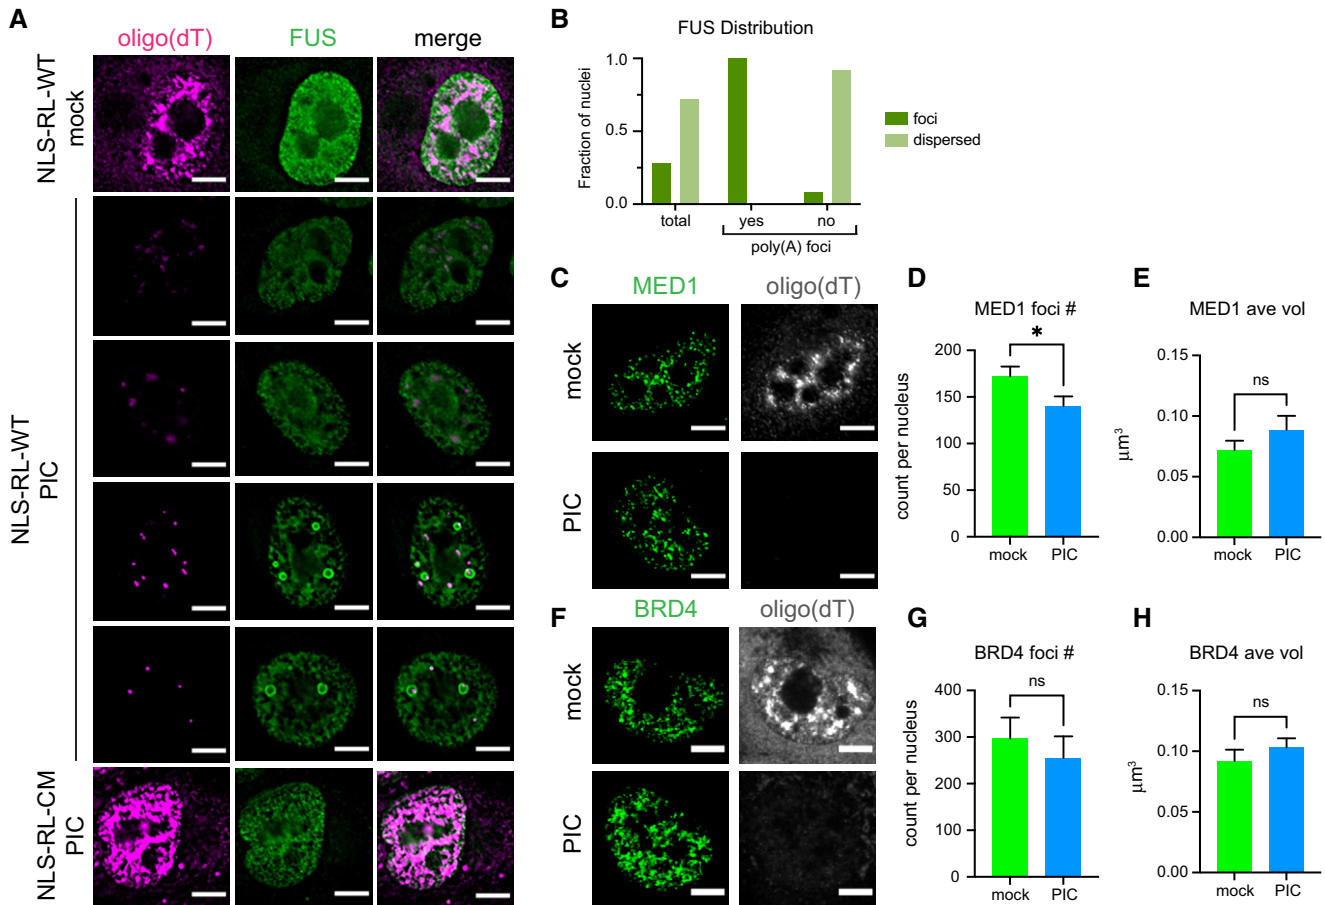 A
oligo(dT) FUS merge
NLS-RL-WT
mock
NLS-RL-WT
PIC
NLS-RL-CM
PIC
B
FUS Distribution
Fraction of nuclei
1.0
0.5
0.0
total yes no
poly(A) foci
foci
dispersed
C
MED1 oligo(dT)
mock
PIC
D
MED1 foci #
*
count per nucleus
200
150
100
50
0
mock PIC
E
MED1 ave vol
ns
μm³
0.15
0.10
0.05
0.00
mock PIC
F
BRD4 oligo(dT)
mock
PIC
G
BRD4 foci #
ns
count per nucleus
400
300
200
100
0
mock PIC
H
BRD4 ave vol
ns
μm³
0.15
0.10
0.05
0.00
mock PIC